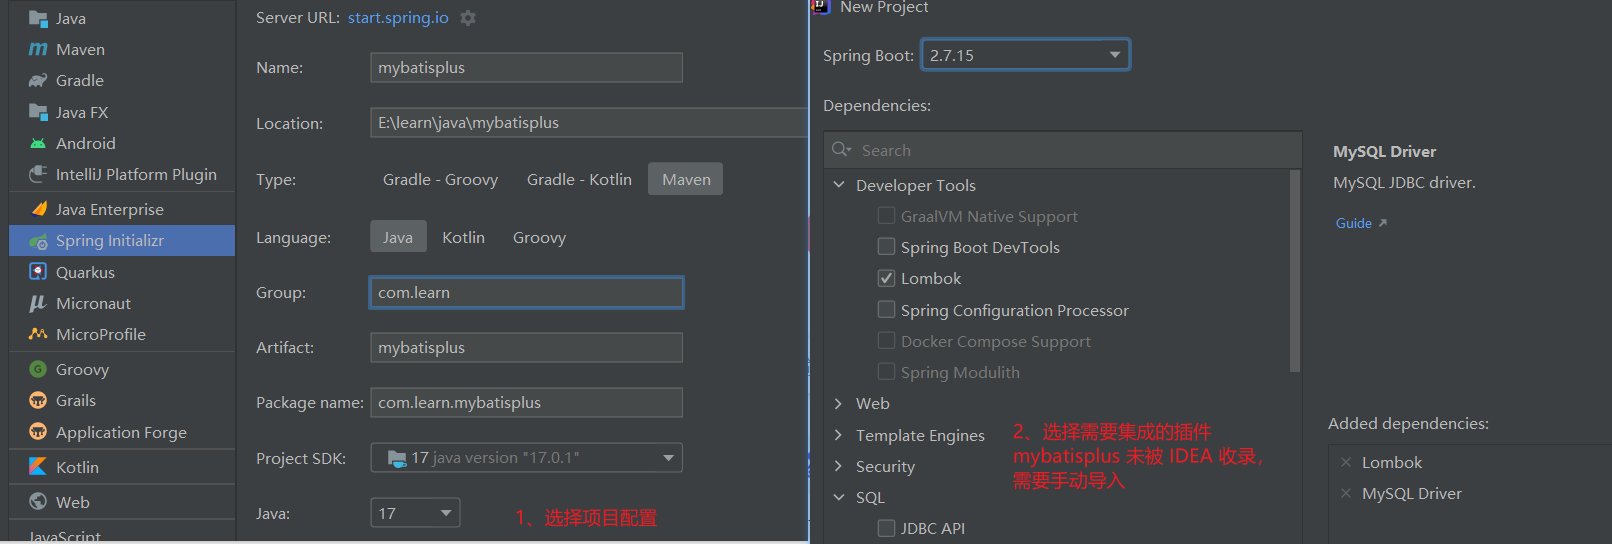 Java
Maven
Gradle
Java FX
Android
IntelliJ Platform Plugin
Java Enterprise
Spring Initializr
Quarkus
Micronaut
MicroProfile
Groovy
Grails
Application Forge
Kotlin
Web
JavaScript
Server URL: start.spring.io
Name: mybatisplus
Location: E:\learn\java\mybatisplus
Type: Gradle - Groovy Gradle - Kotlin Maven
Language: Java Kotlin Groovy
Group: com.learn
Artifact: mybatisplus
Package name: com.learn.mybatisplus
Project SDK: 17 java version "17.0.1"
Java: 17
1、选择项目配置
New Project
Spring Boot: 2.7.15
Dependencies:
Search
Developer Tools
GraalVM Native Support
Spring Boot DevTools
Lombok
Spring Configuration Processor
Docker Compose Support
Spring Modulith
Web
Template Engines
Security
SQL
JDBC API
2、选择需要集成的插件
mybatisplus 未被 IDEA 收录，
需要手动导入
MySQL Driver
MySQL JDBC driver.
Guide
Added dependencies:
Lombok
MySQL Driver